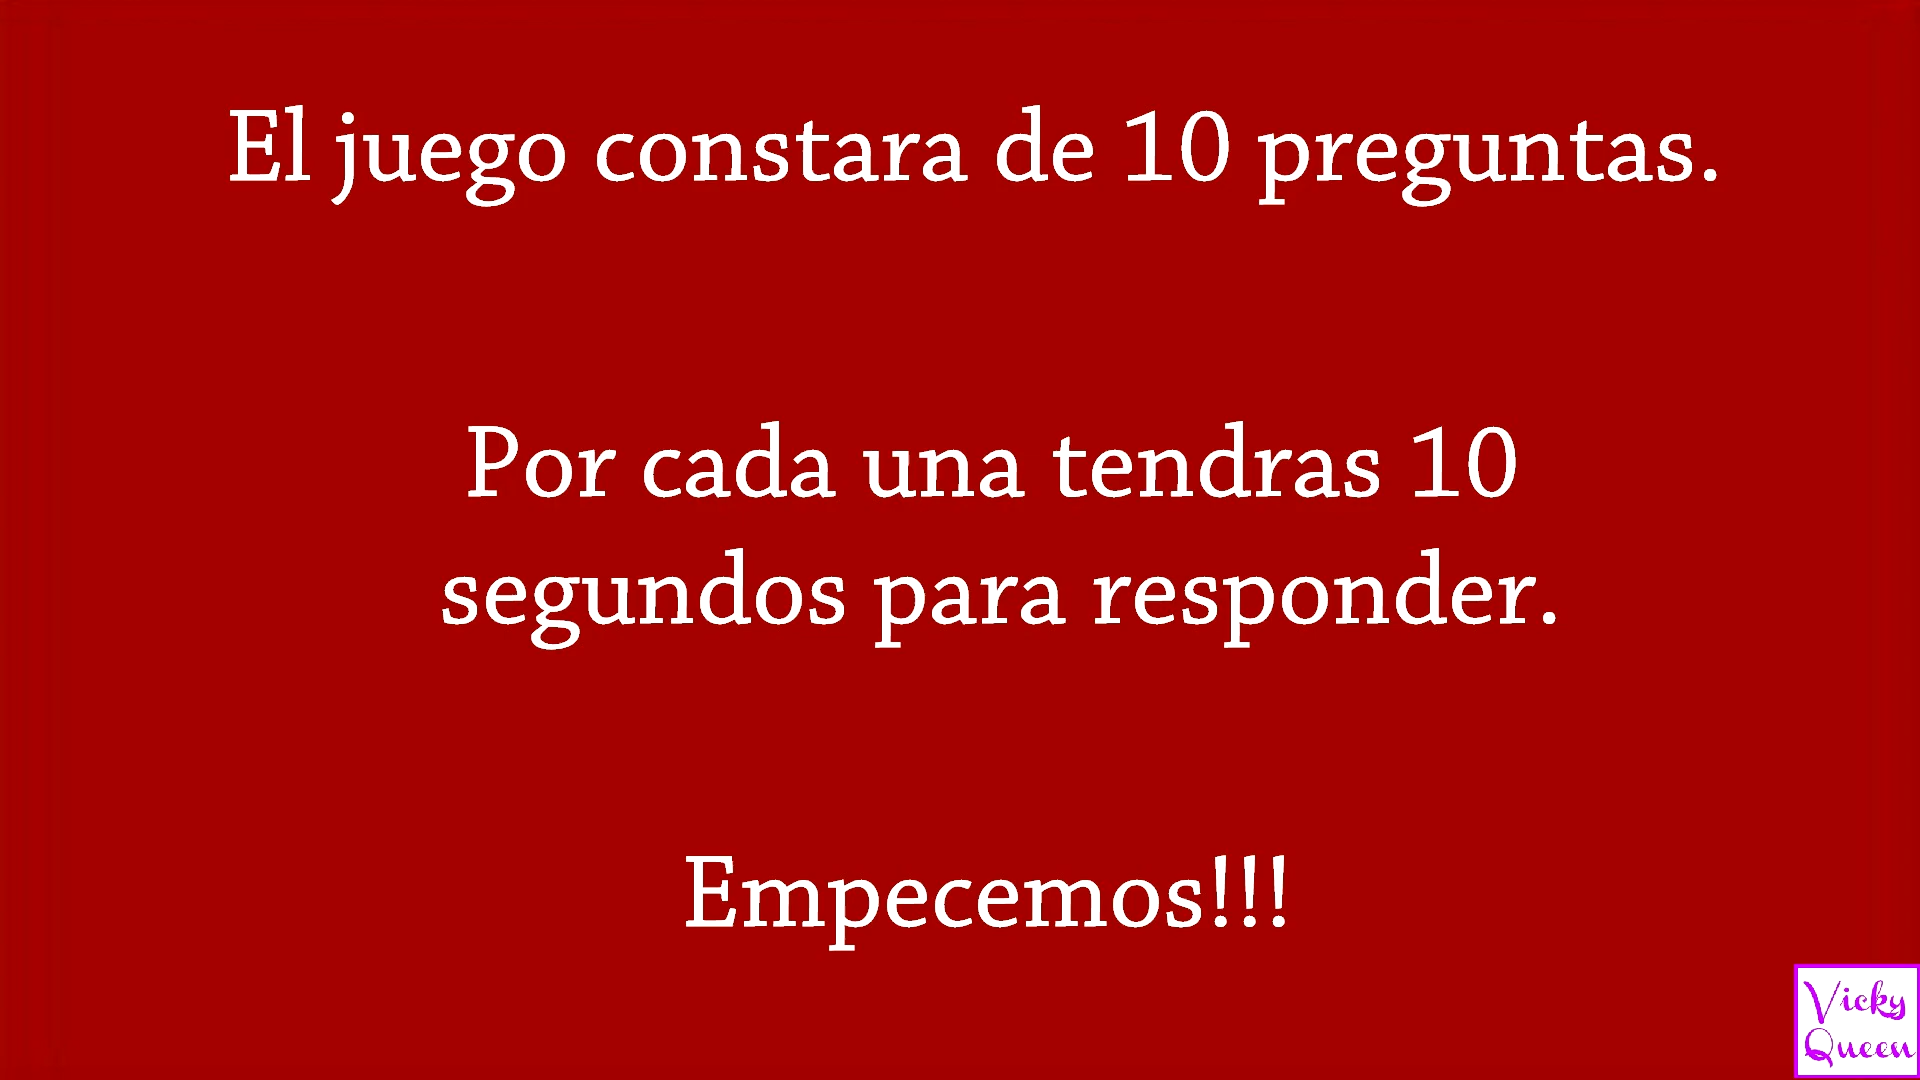 El juego constara de 10 preguntas.
Por cada una tendras 10
segundos para responder.
Empecemos!!!
Vicky
Queen